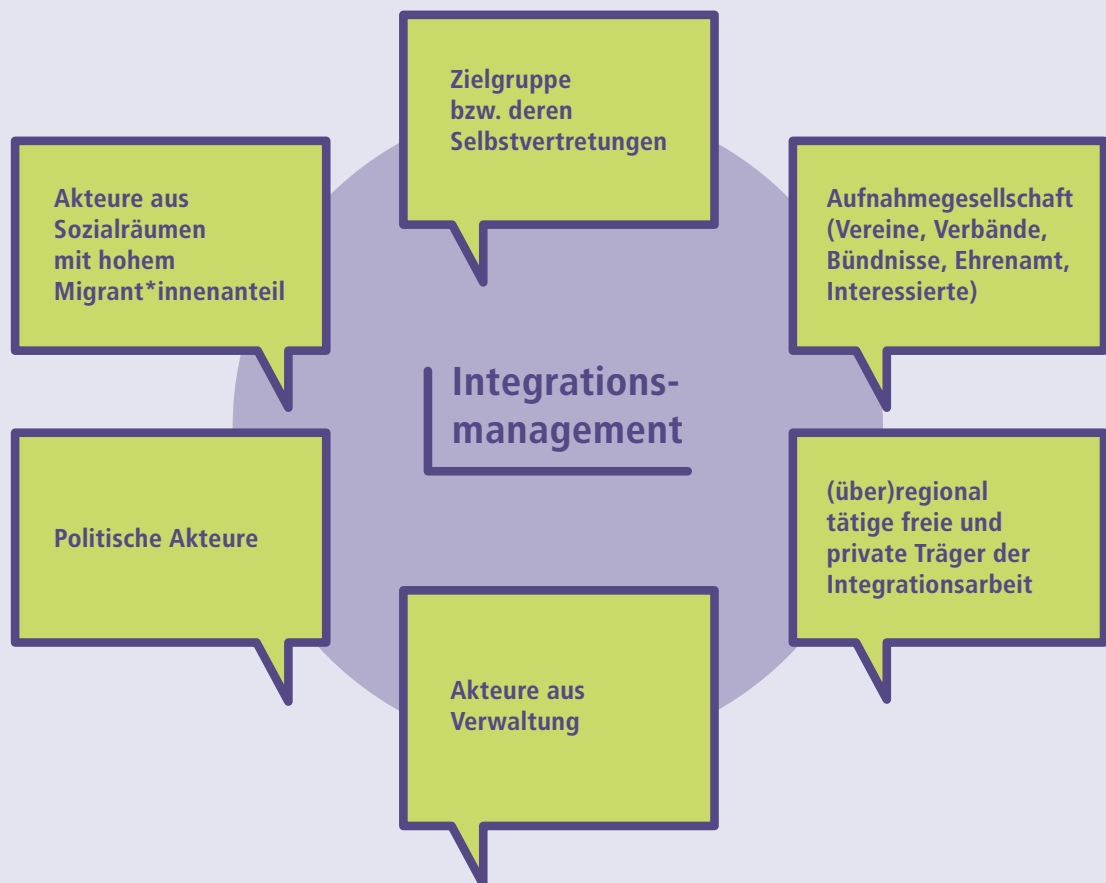 Zielgruppe
bzw. deren
Selbstvertretungen
Akteure aus
Sozialräumen
mit hohem
Migrant*innenanteil
Aufnahmegesellschaft
(Vereine, Verbände,
Bündnisse, Ehrenamt,
Interessierte)
Integrations-
management
Politische Akteure
(über)regional
tätige freie und
private Träger der
Integrationsarbeit
Akteure aus
Verwaltung